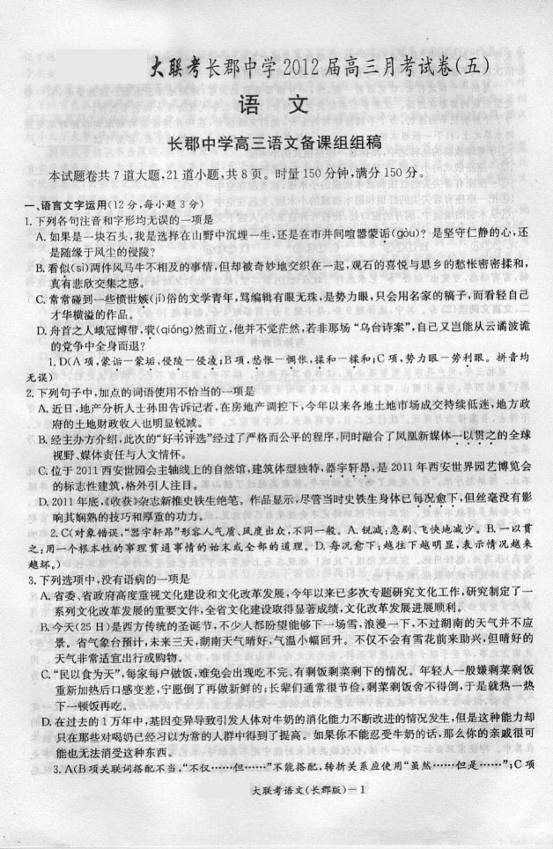 大联考长郡中学2012届高三月考试卷(五)
语 文
长郡中学高三语文备课组组稿
本试题卷共7道大题,21道小题,共8页。时量150分钟,满分150分。
一、语言文字运用(12分,每小题3分)
1.下列各句注音和字形均无误的一项是
A.如果是一块石头,我是选择在山野中沉埋一生,还是在市井间喧嚣蒙诟(gòu)?是坚守仁静的心,还
是随缘于风尘的侵陵?
B.看似(sì)两件风马牛不相及的事情,但却被奇妙地交织在一起,观石的喜悦与思乡的愁怅密密揉和,
真有悲欣交集之感。
C.常常碰到一些愤世嫉(jí)俗的文学青年,骂编辑有眼无珠,是势力眼,只会用名家的稿子,而看轻自己
才华横溢的作品。
D.舟首之人峨冠博带,茕(qióng)然而立,他并不觉茫然,若非那场“乌台诗案”,自己又岂能从云谲波诡
的党争中全身而退?
1.D(A项,蒙诟—蒙垢,侵陵—侵凌;B项,愁怅—惆怅,揉和—糅和;C项,势力眼—势利眼。拼音均
无误)
2.下列句子中,加点的词语使用不恰当的一项是
A.近日,地产分析人士孙田告诉记者,在房地产调控下,今年以来各地土地市场成交持续低迷,地方政
府的土地财政收入也明显锐减。
B.经主办方介绍,此次的“好书评选”经过了严格而公平的程序,同时融合了凤凰新媒体一以贯之的全球
视野、媒体责任与人文情怀。
C.位于2011西安世园会主轴线上的自然馆,建筑体型独特,器宇轩昂,是2011年西安世界园艺博览会
的标志性建筑,格外引人注目。
D.2011年底,《收获》杂志新推史铁生绝笔。作品显示,尽管当时史铁生身体已每况愈下,但丝毫没有影
响其娴熟的技巧和厚重的功力。
2.C(对象错误,“器宇轩昂”形容人气质、风度出众,不同一般。A.锐减:急剧、飞快地减少。B.一以贯
之:用一个根本性的事理贯通事情的始末或全部的道理。D.每况愈下:越往下越明显,表示情况越来
越坏。)
3.下列选项中,没有语病的一项是
A.省委、省政府高度重视文化建设和文化改革发展,今年以来已多次专题研究文化工作,研究制定了一
系列文化改革发展的重要文件,全省文化建设取得显著成绩,文化改革发展进展顺利。
B.今天(25日)是西方传统的圣诞节,不少人都盼望能够下一场雪,浪漫一下,不过湖南的天气并不应
景。省气象台预计,未来三天,湖南天气晴好,气温小幅回升。不仅不会有雪花前来助兴,但晴好的
天气非常适宜出行或购物。
C.“民以食为天”,每家每户做饭,难免会出现吃不完、有剩饭剩菜剩下的情况。年轻人一般嫌剩菜剩饭
重新加热后口感变差,宁愿倒了再做新鲜的;长辈们通常很节俭,剩菜剩饭舍不得倒,于是就热一热
下一顿饭再吃。
D.在过去的1万年中,基因变异导致引发人体对牛奶的消化能力不断改进的情况发生,但是这种能力却
只在那些对喝奶已经习以为常的人群中得到了提高。如果你不能忍受牛奶的话,那么你的亲戚很可
能也无法消受这种东西。
3.A(B项关联词搭配不当,“不仅……但……”不能搭配,转折关系应使用“虽然……但是……”;C项
大联考语文(长郡版)—1